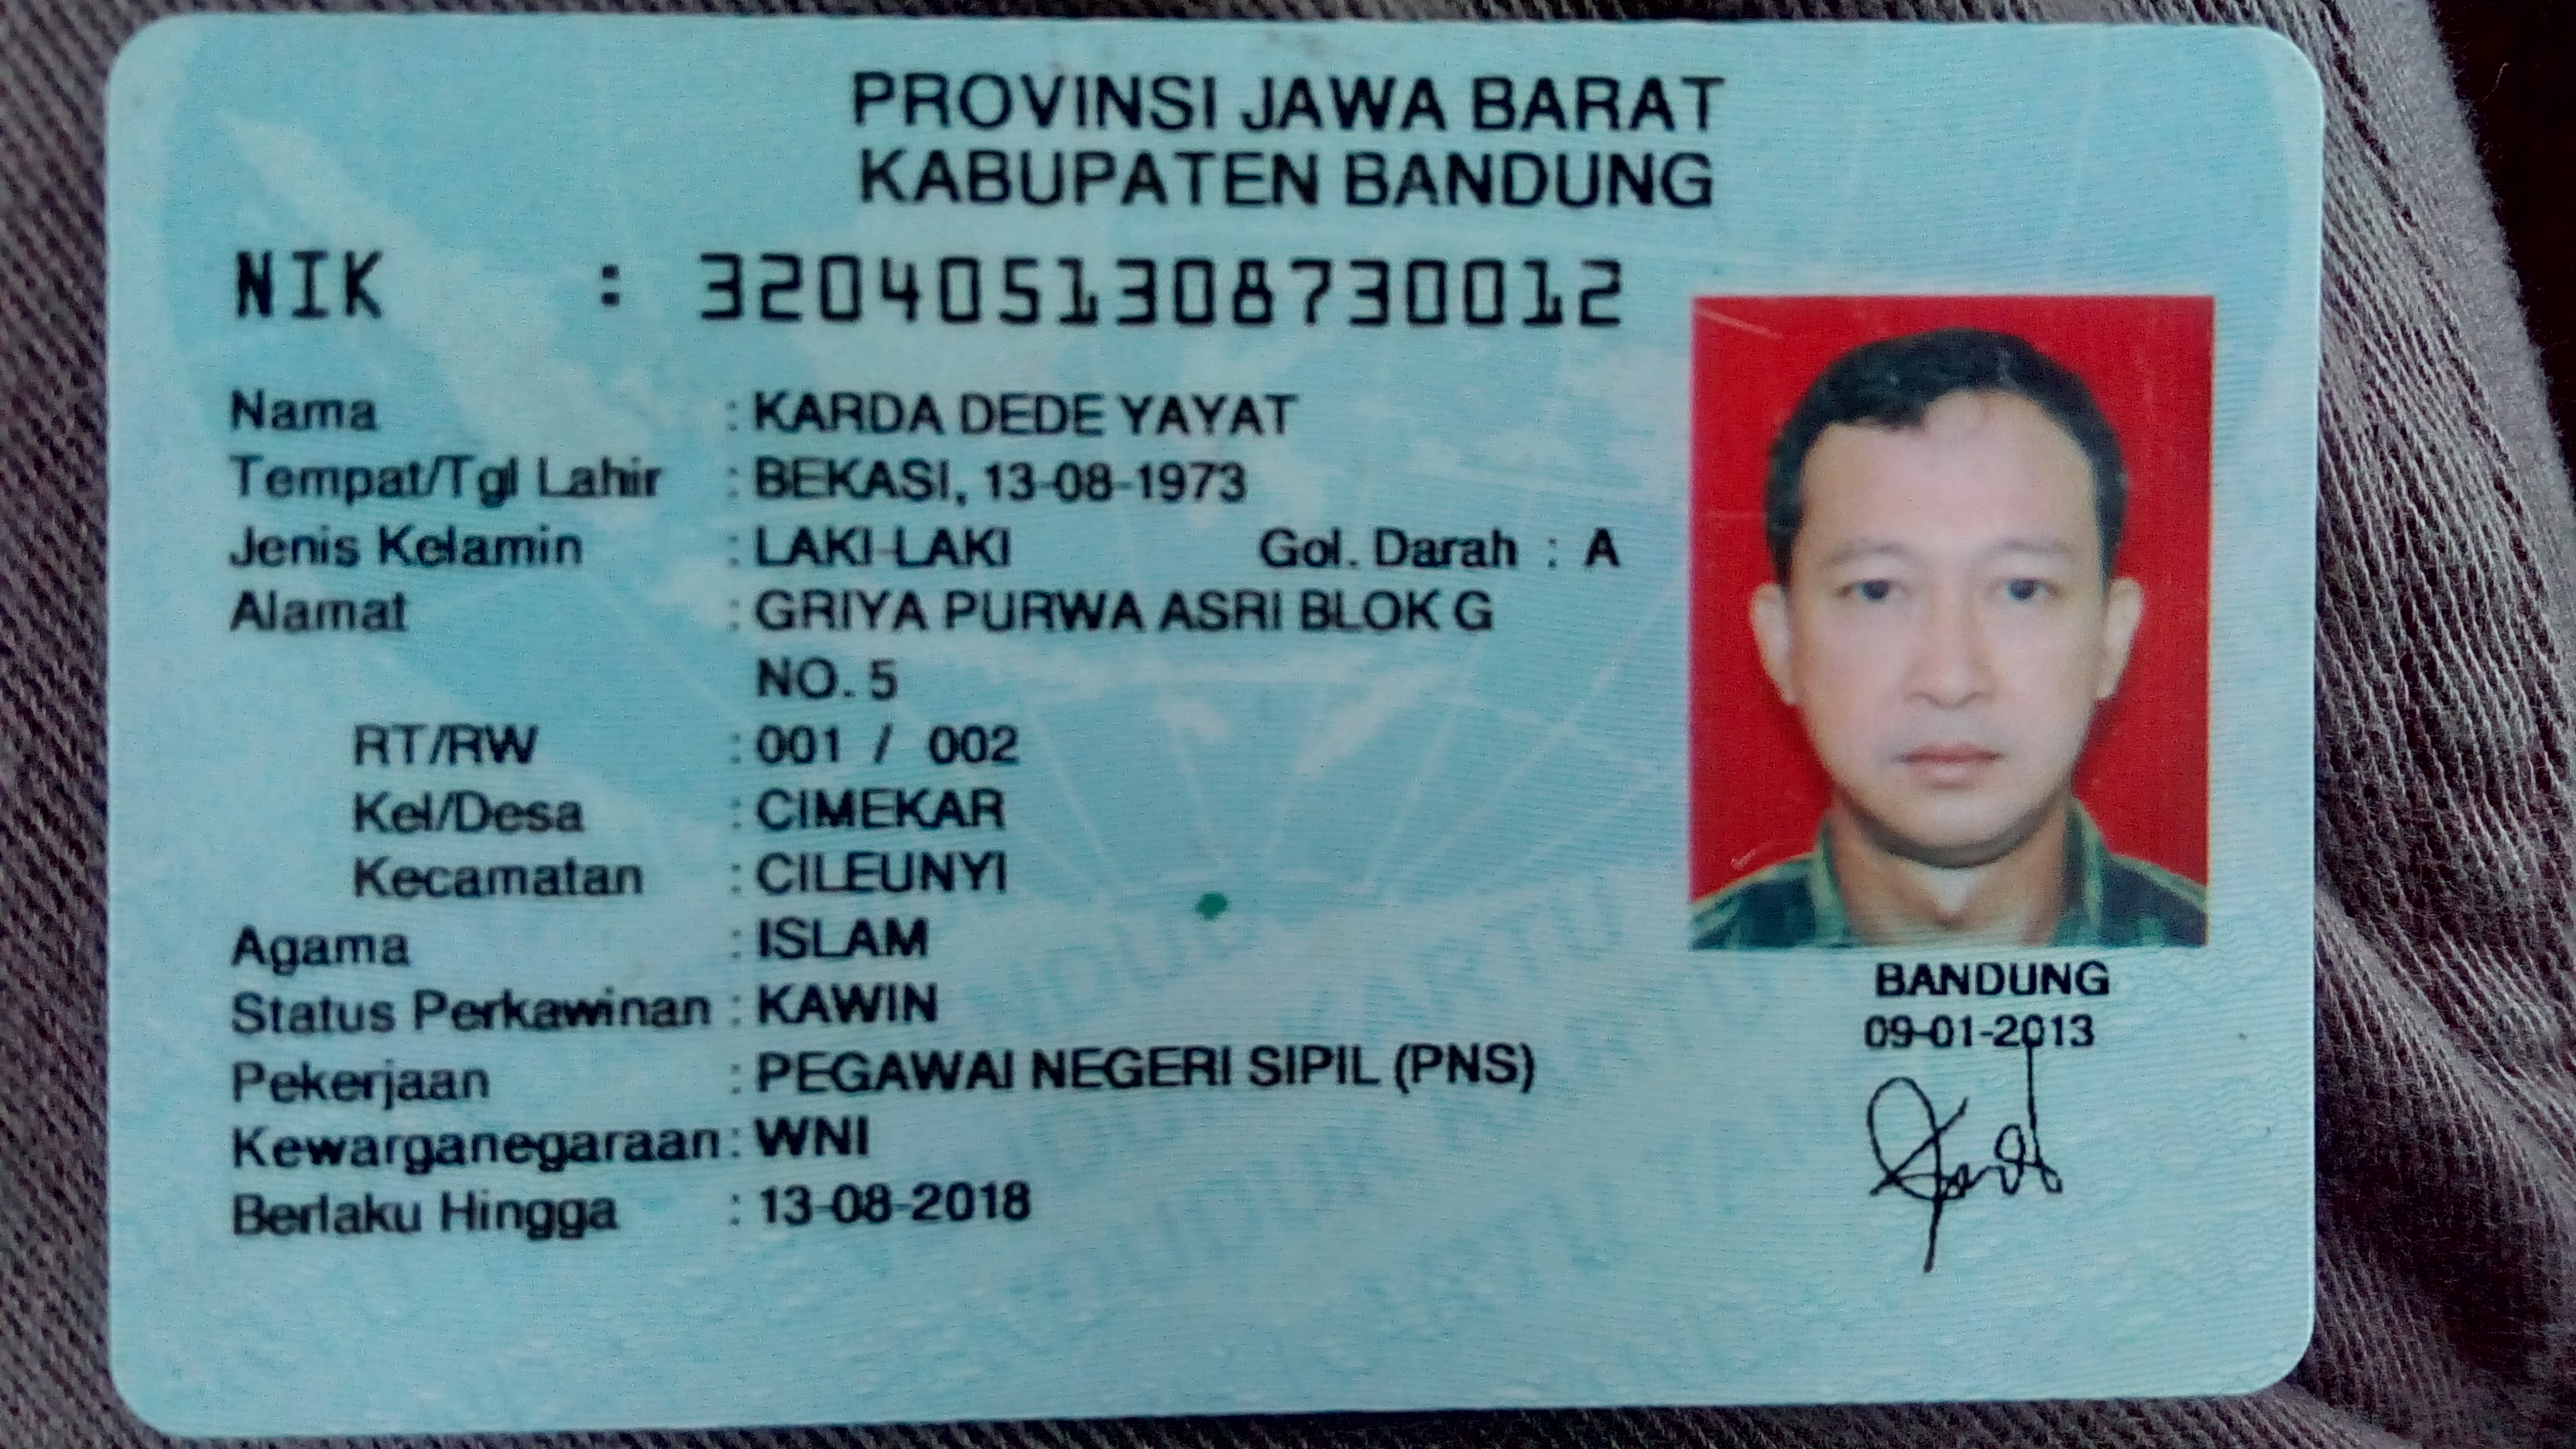 PROVINSI JAWA BARAT
KABUPATEN BANDUNG
NIK : 3204051308730012
Nama : KARDA DEDE YAYAT
Tempat/Tgl Lahir : BEKASI, 13-08-1973
Jenis Kelamin : LAKI-LAKI Gol. Darah : A
Alamat : GRIYA PURWA ASRI BLOK G
NO. 5
RT/RW : 001 / 002
Kel/Desa : CIMEKAR
Kecamatan : CILEUNYI
Agama : ISLAM
Status Perkawinan : KAWIN
Pekerjaan : PEGAWAI NEGERI SIPIL (PNS)
Kewarganegaraan : WNI
Berlaku Hingga : 13-08-2018
BANDUNG
09-01-2013